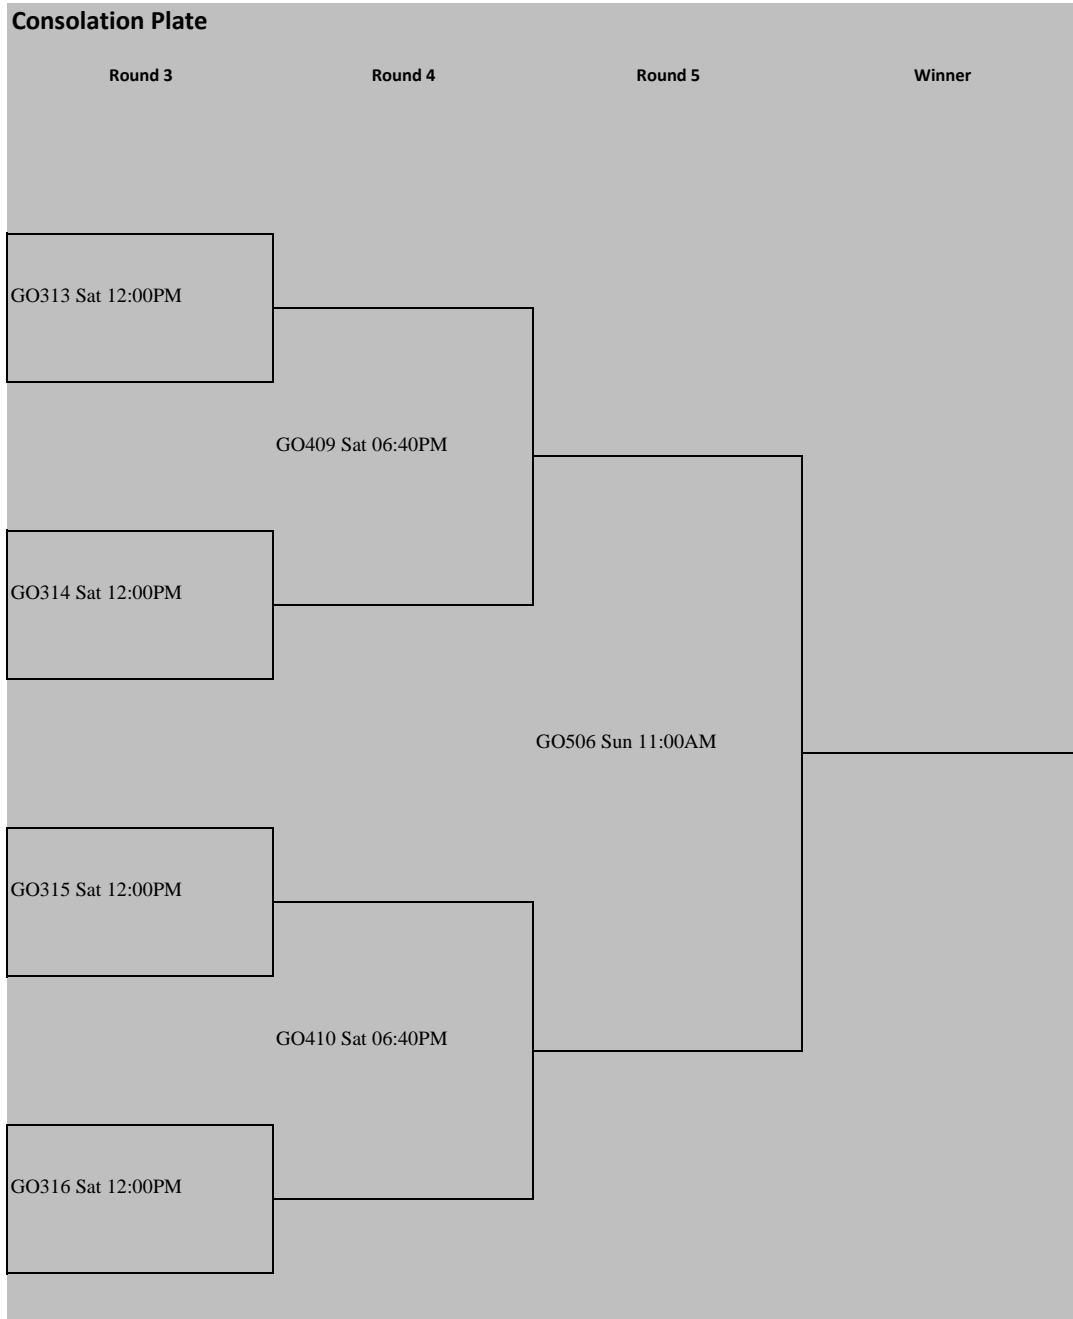 Consolation Plate
Round 3 Round 4 Round 5 Winner
GO313 Sat 12:00PM
GO409 Sat 06:40PM
GO314 Sat 12:00PM
GO506 Sun 11:00AM
GO315 Sat 12:00PM
GO410 Sat 06:40PM
GO316 Sat 12:00PM